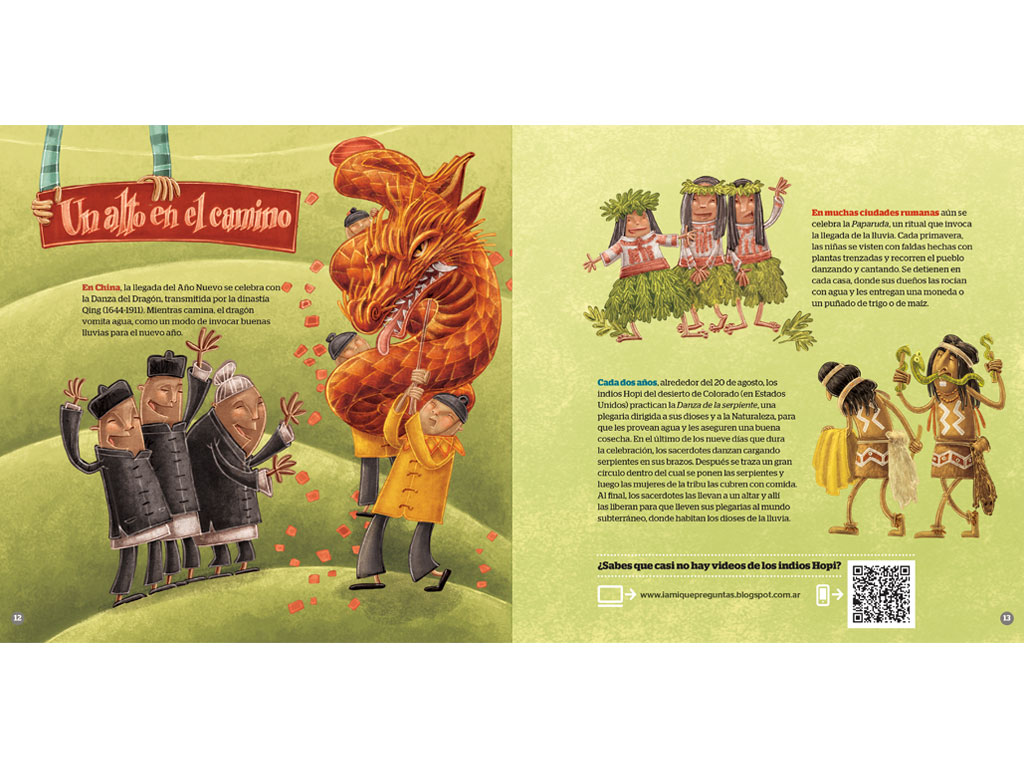 Un alto en el camino
En China, la llegada del Año Nuevo se celebra con
la Danza del Dragón, transmitida por la dinastía
Qing (1644-1911). Mientras camina, el dragón
vomita agua, como un modo de invocar buenas
lluvias para el nuevo año.
12
En muchas ciudades rumanas aún se
celebra la Paparuda, un ritual que invoca
la llegada de la lluvia. Cada primavera,
las niñas se visten con faldas hechas con
plantas trenzadas y recorren el pueblo
danzando y cantando. Se detienen en
cada casa, donde sus dueños las rocían
con agua y les entregan una moneda o
un puñado de trigo o de maíz.
Cada dos años, alrededor del 20 de agosto, los
indios Hopi del desierto de Colorado (en Estados
Unidos) practican la Danza de la serpiente, una
plegaria dirigida a sus dioses y a la Naturaleza, para
que les provean agua y les aseguren una buena
cosecha. En el último de los nueve días que dura
la celebración, los sacerdotes danzan cargando
serpientes en sus brazos. Después se traza un gran
círculo dentro del cual se ponen las serpientes y
luego las mujeres de la tribu las cubren con comida.
Al final, los sacerdotes las llevan a un altar y allí
las liberan para que lleven sus plegarias al mundo
subterráneo, donde habitan los dioses de la lluvia.
¿Sabes que casi no hay videos de los indios Hopi?
www.iamiquepreguntas.blogspot.com.ar
13